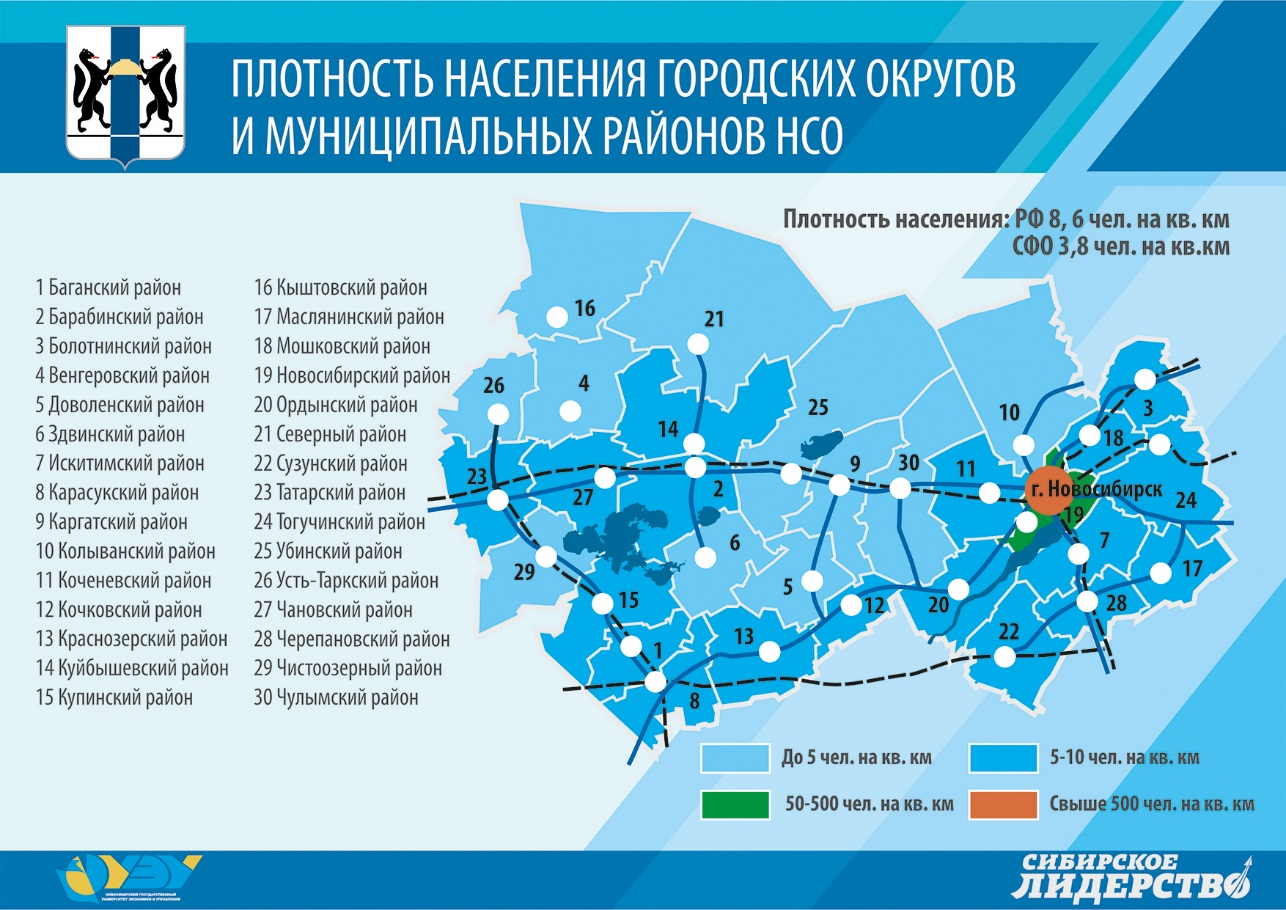 ПЛОТНОСТЬ НАСЕЛЕНИЯ ГОРОДСКИХ ОКРУГОВ
И МУНИЦИПАЛЬНЫХ РАЙОНОВ НСО
Плотность населения: РФ 8, 6 чел. на кв. км
СФО 3,8 чел. на кв.км
1 Баганский район
2 Барабинский район
3 Болотнинский район
4 Венгеровский район
5 Доволенский район
6 Здвинский район
7 Искитимский район
8 Карасукский район
9 Каргатский район
10 Колыванский район
11 Коченевский район
12 Кочковский район
13 Краснозерский район
14 Куйбышевский район
15 Купинский район
16 Кыштовский район
17 Маслянинский район
18 Мошковский район
19 Новосибирский район
20 Ордынский район
21 Северный район
22 Сузунский район
23 Татарский район
24 Тогучинский район
25 Убинский район
26 Усть-Таркский район
27 Чановский район
28 Черепановский район
29 Чистоозерный район
30 Чулымский район
16
21
26
4
25
10
3
14
18
23
27
2
9
30
11
г. Новосибирск
24
19
6
7
29
5
17
15
12
20
28
13
22
1
8
До 5 чел. на кв. км
5-10 чел. на кв. км
50-500 чел. на кв. км
Свыше 500 чел. на кв. км
НОВОСИБИРСКИЙ ГОСУДАРСТВЕННЫЙ
УНИВЕРСИТЕТ ЭКОНОМИКИ И УПРАВЛЕНИЯ
СИБИРСКОЕ
ЛИДЕРСТВО